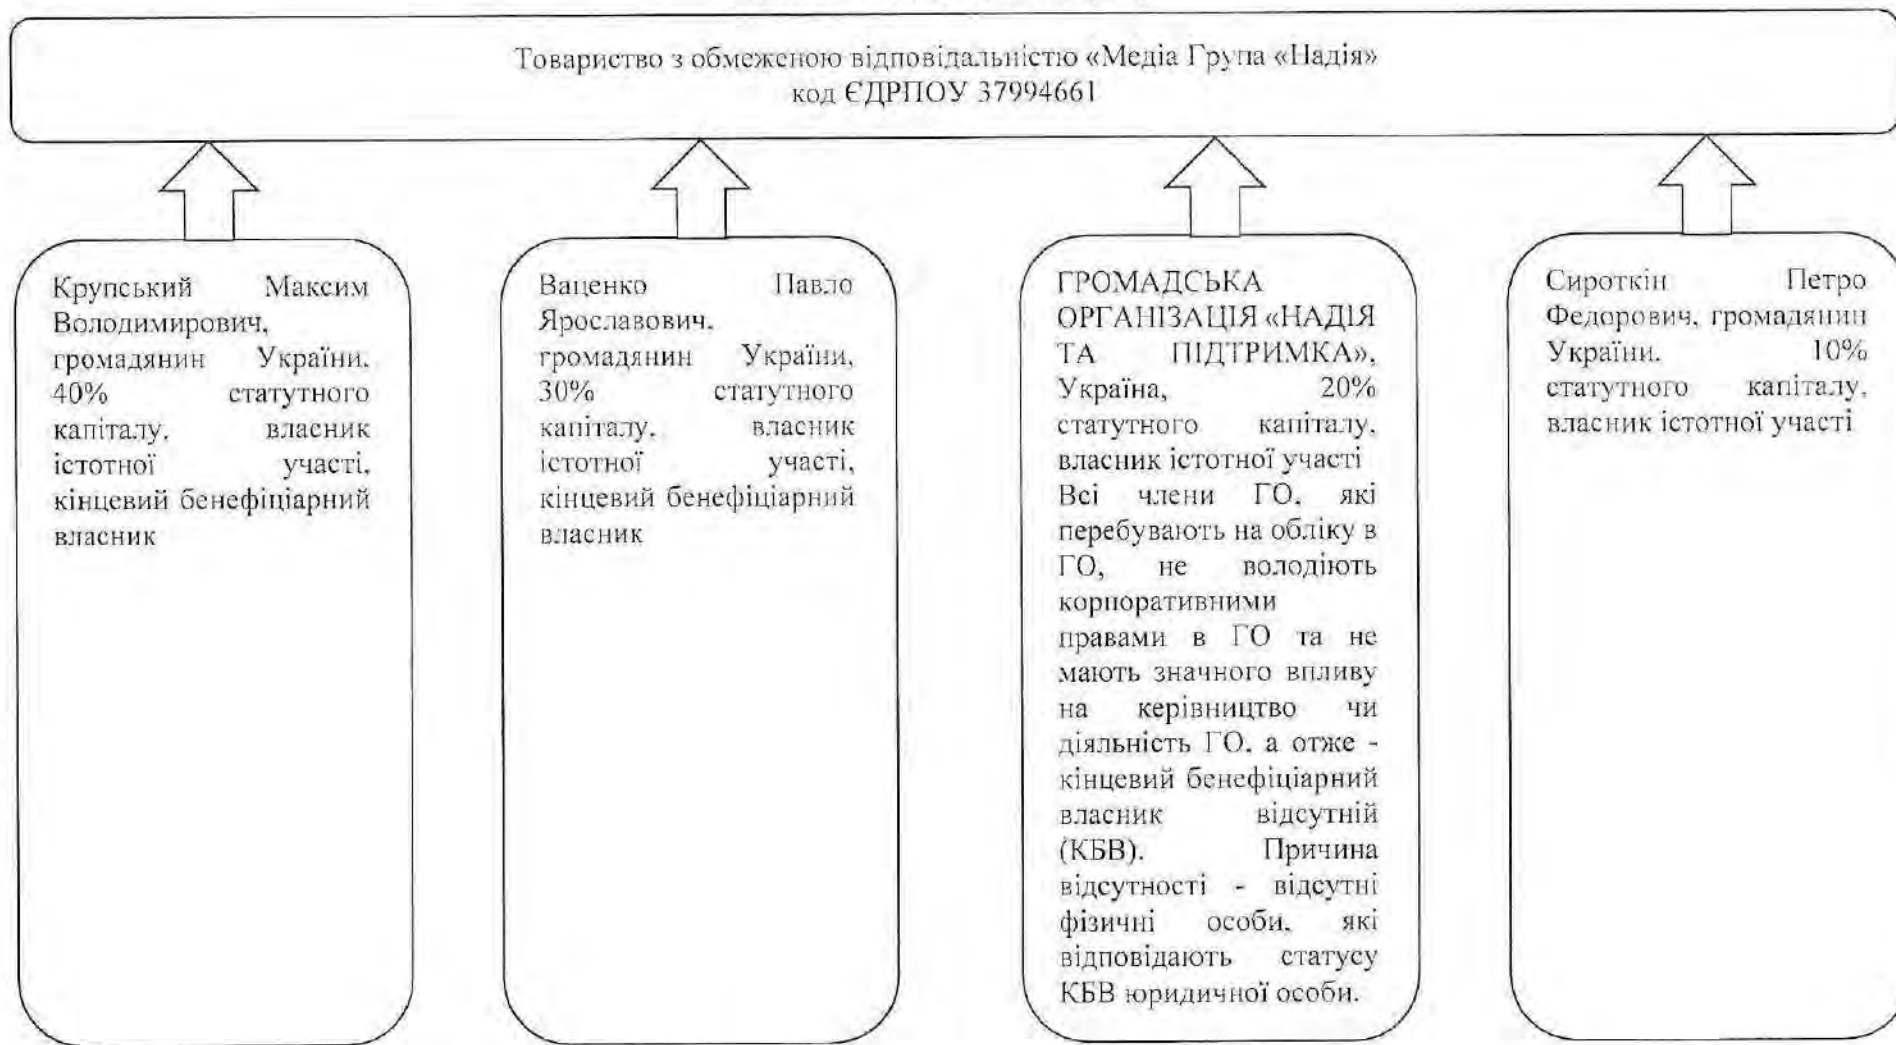 Товариство з обмеженою відповідальністю «Медіа Група «Надія»
код ЄДРПОУ 37994661
Крупський Максим
Володимирович,
громадянин України,
40% статутного
капіталу, власник
істотної участі,
кінцевий бенефіціарний
власник
Ваценко Павло
Ярославович,
громадянин України,
30% статутного
капіталу, власник
істотної участі,
кінцевий бенефіціарний
власник
ГРОМАДСЬКА
ОРГАНІЗАЦІЯ «НАДІЯ
ТА ПІДТРИМКА»,
Україна, 20%
статутного капіталу,
власник істотної участі
Всі члени ГО, які
перебувають на обліку в
ГО, не володіють
корпоративними
правами в ГО та не
мають значного впливу
на керівництво чи
діяльність ГО, а отже -
кінцевий бенефіціарний
власник відсутній
(КБВ). Причина
відсутності - відсутні
фізичні особи, які
відповідають статусу
КБВ юридичної особи.
Сироткін Петро
Федорович, громадянин
України, 10%
статутного капіталу,
власник істотної участі